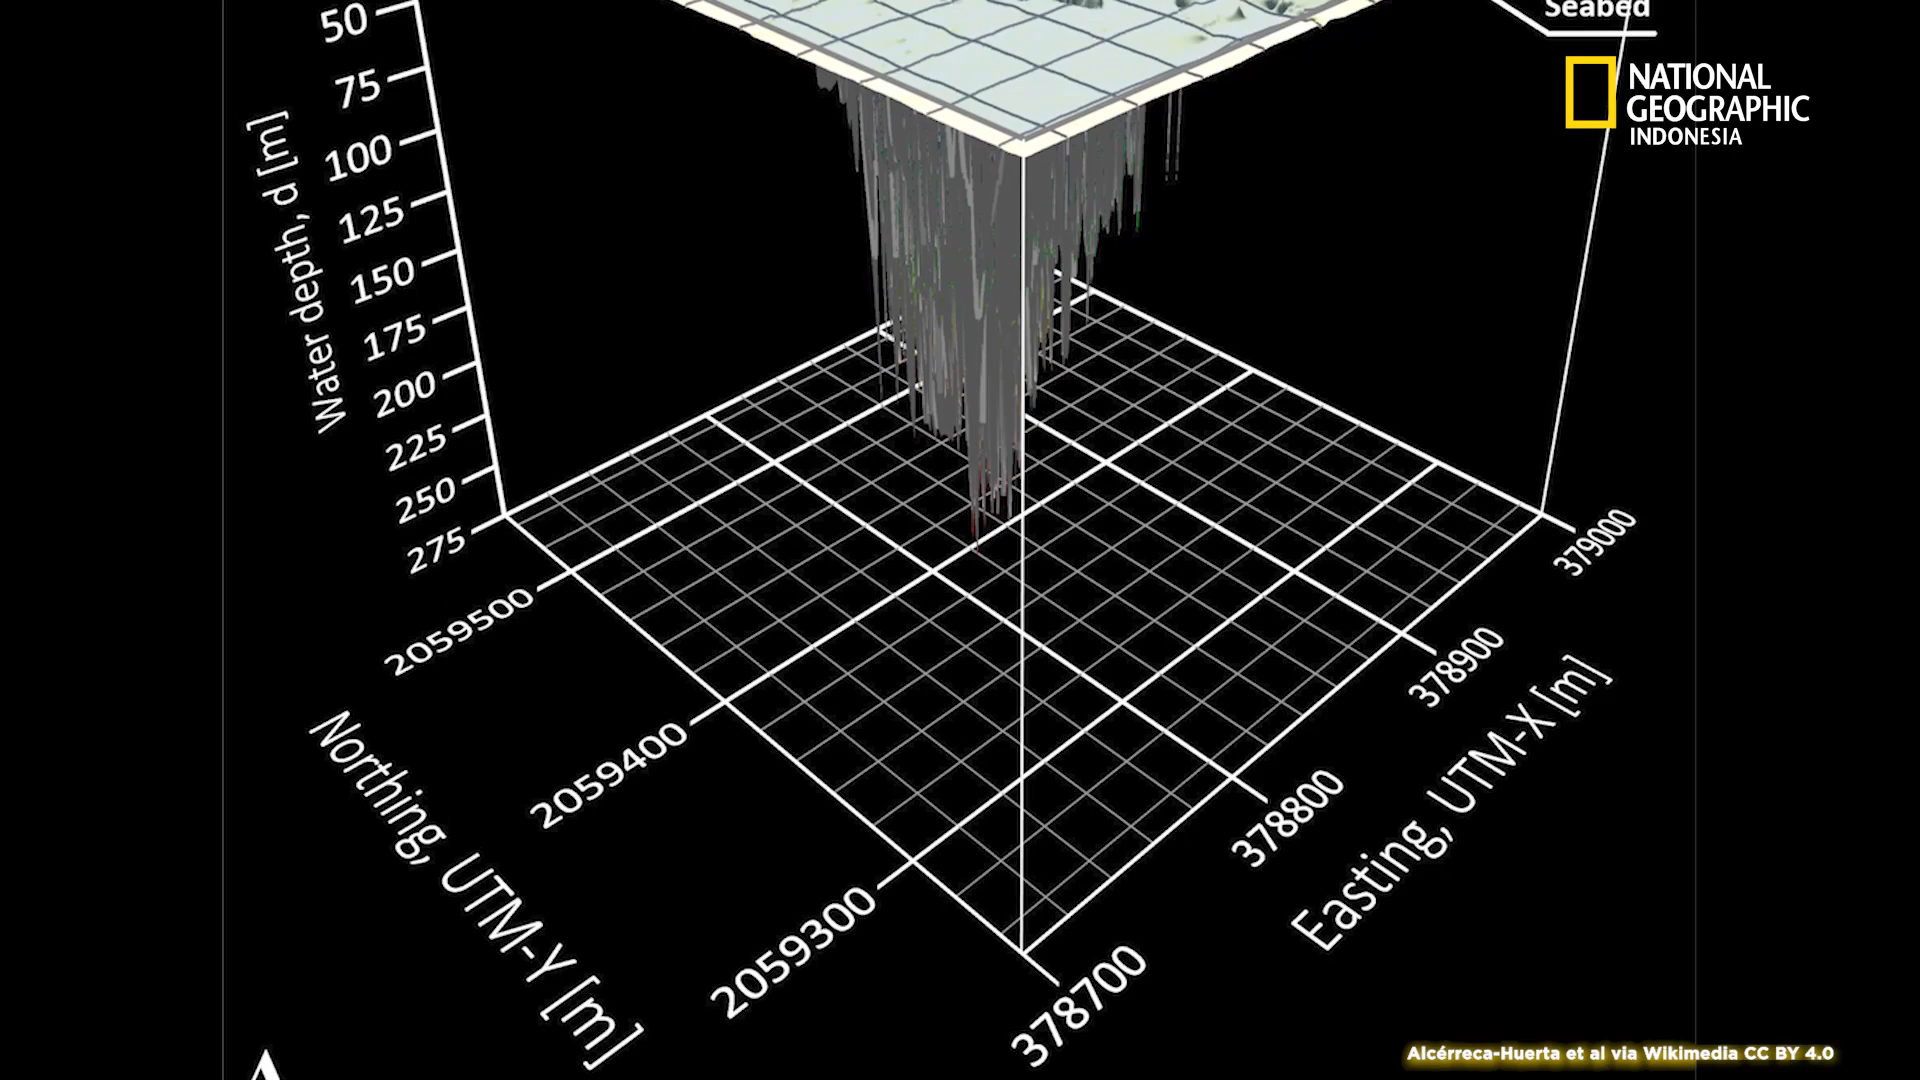 Seabed
NATIONAL
GEOGRAPHIC
INDONESIA
Water depth, d [m]
50
75
100
125
150
175
200
225
250
275
2059500
2059400
2059300
Northing, UTM-Y [m]
379000
378900
378800
378700
Easting, UTM-X [m]
A
Alcérreca-Huerta et al via Wikimedia CC BY 4.0